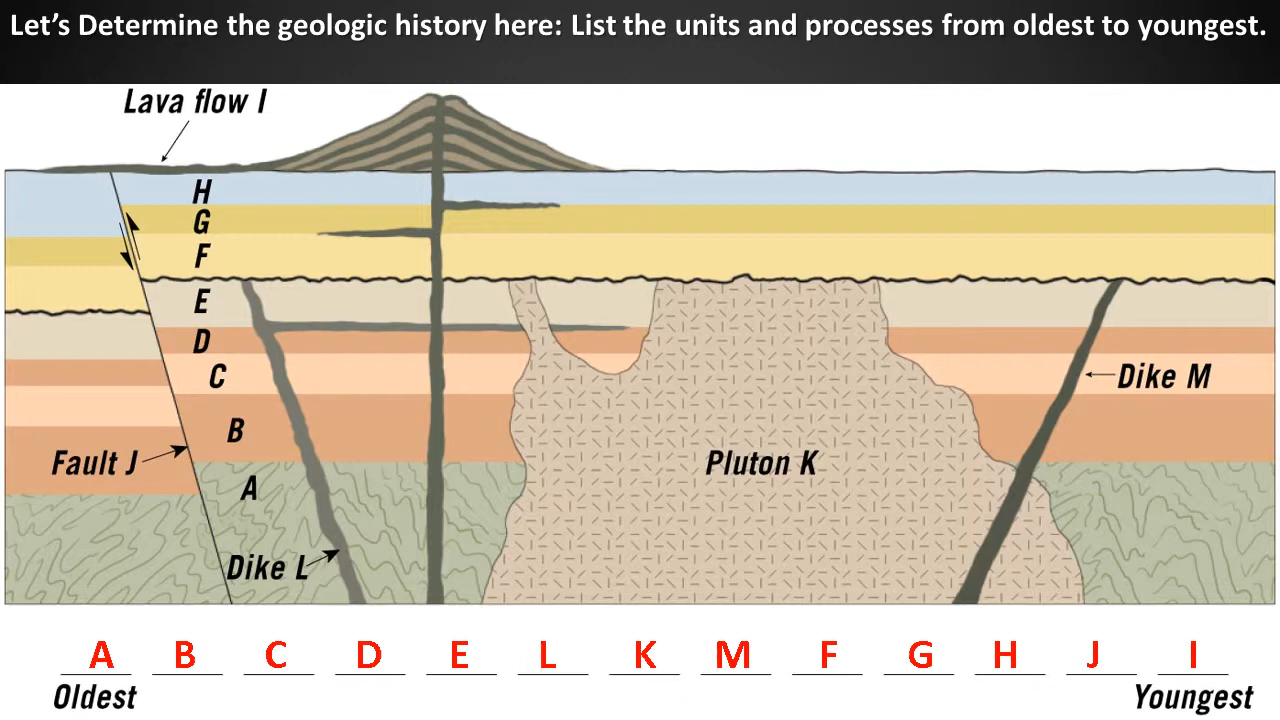 Let's Determine the geologic history here: List the units and processes from oldest to youngest.
Lava flow I
H
G
F
E
D
C
Dike M
B
Fault J
Pluton K
A
Dike L
A B C D E L K M F G H J I
Oldest Youngest